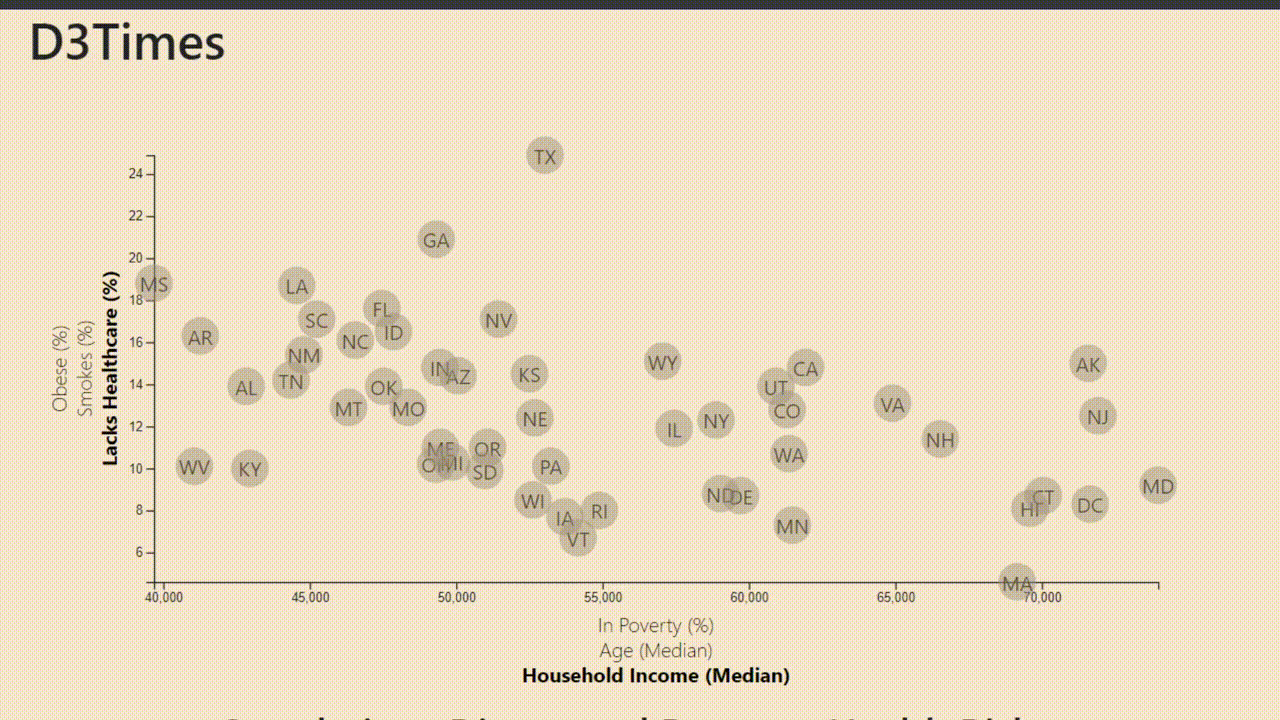 D3Times
TX
24
22
GA
20
MS
LA
18
FL
SC
NV
ID
AR
NC
16
NM
WY
AK
IN
AZ
KS
CA
14
TN
AL
OK
UT
MT
MO
CO
VA
NE
NJ
12
NY
IL
NH
ME
OR
WA
MI
10
WV
KY
SD
PA
MD
8
WI
ND
DE
CT
HI
DC
IA
RI
VT
MN
6
MA
Obese (%)
Smokes (%)
Lacks Healthcare (%)
40,000
45,000
50,000
55,000
60,000
65,000
70,000
In Poverty (%)
Age (Median)
Household Income (Median)